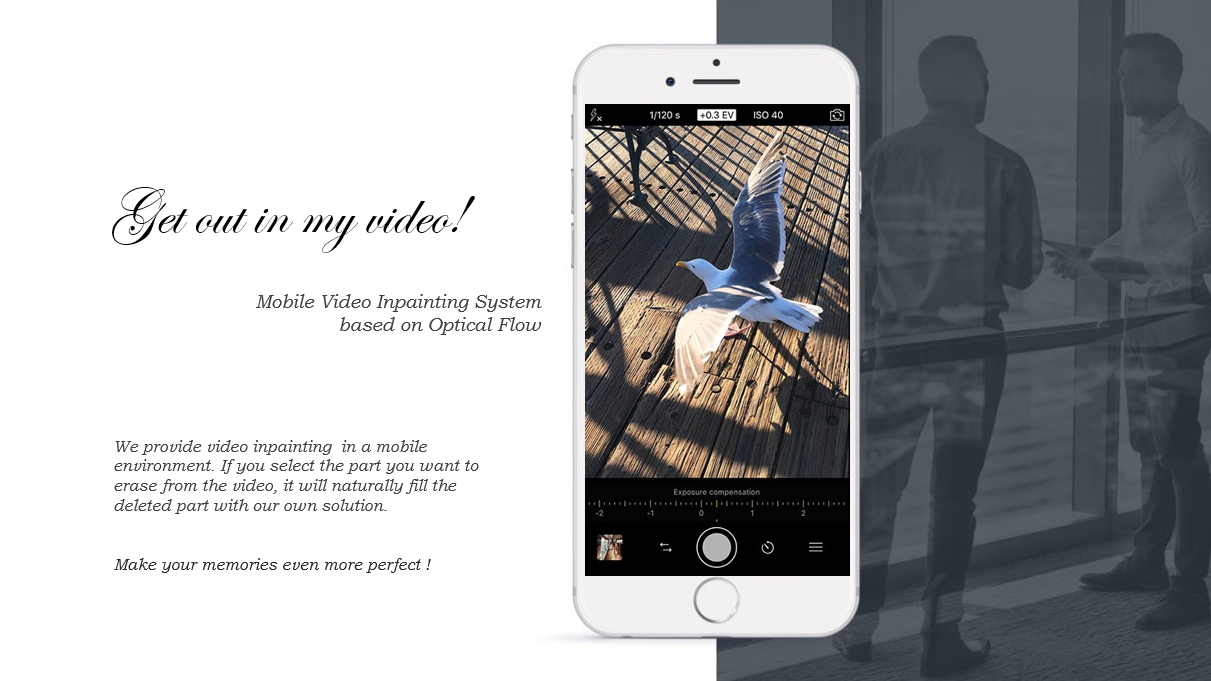 Get out in my video!
Mobile Video Inpainting System
based on Optical Flow
We provide video inpainting  in a mobile
environment. If you select the part you want to
erase from the video, it will naturally fill the
deleted part with our own solution.
Make your memories even more perfect !
1/120 s +0.3 EV ISO 40
Exposure compensation
-2 -1 0 1 2